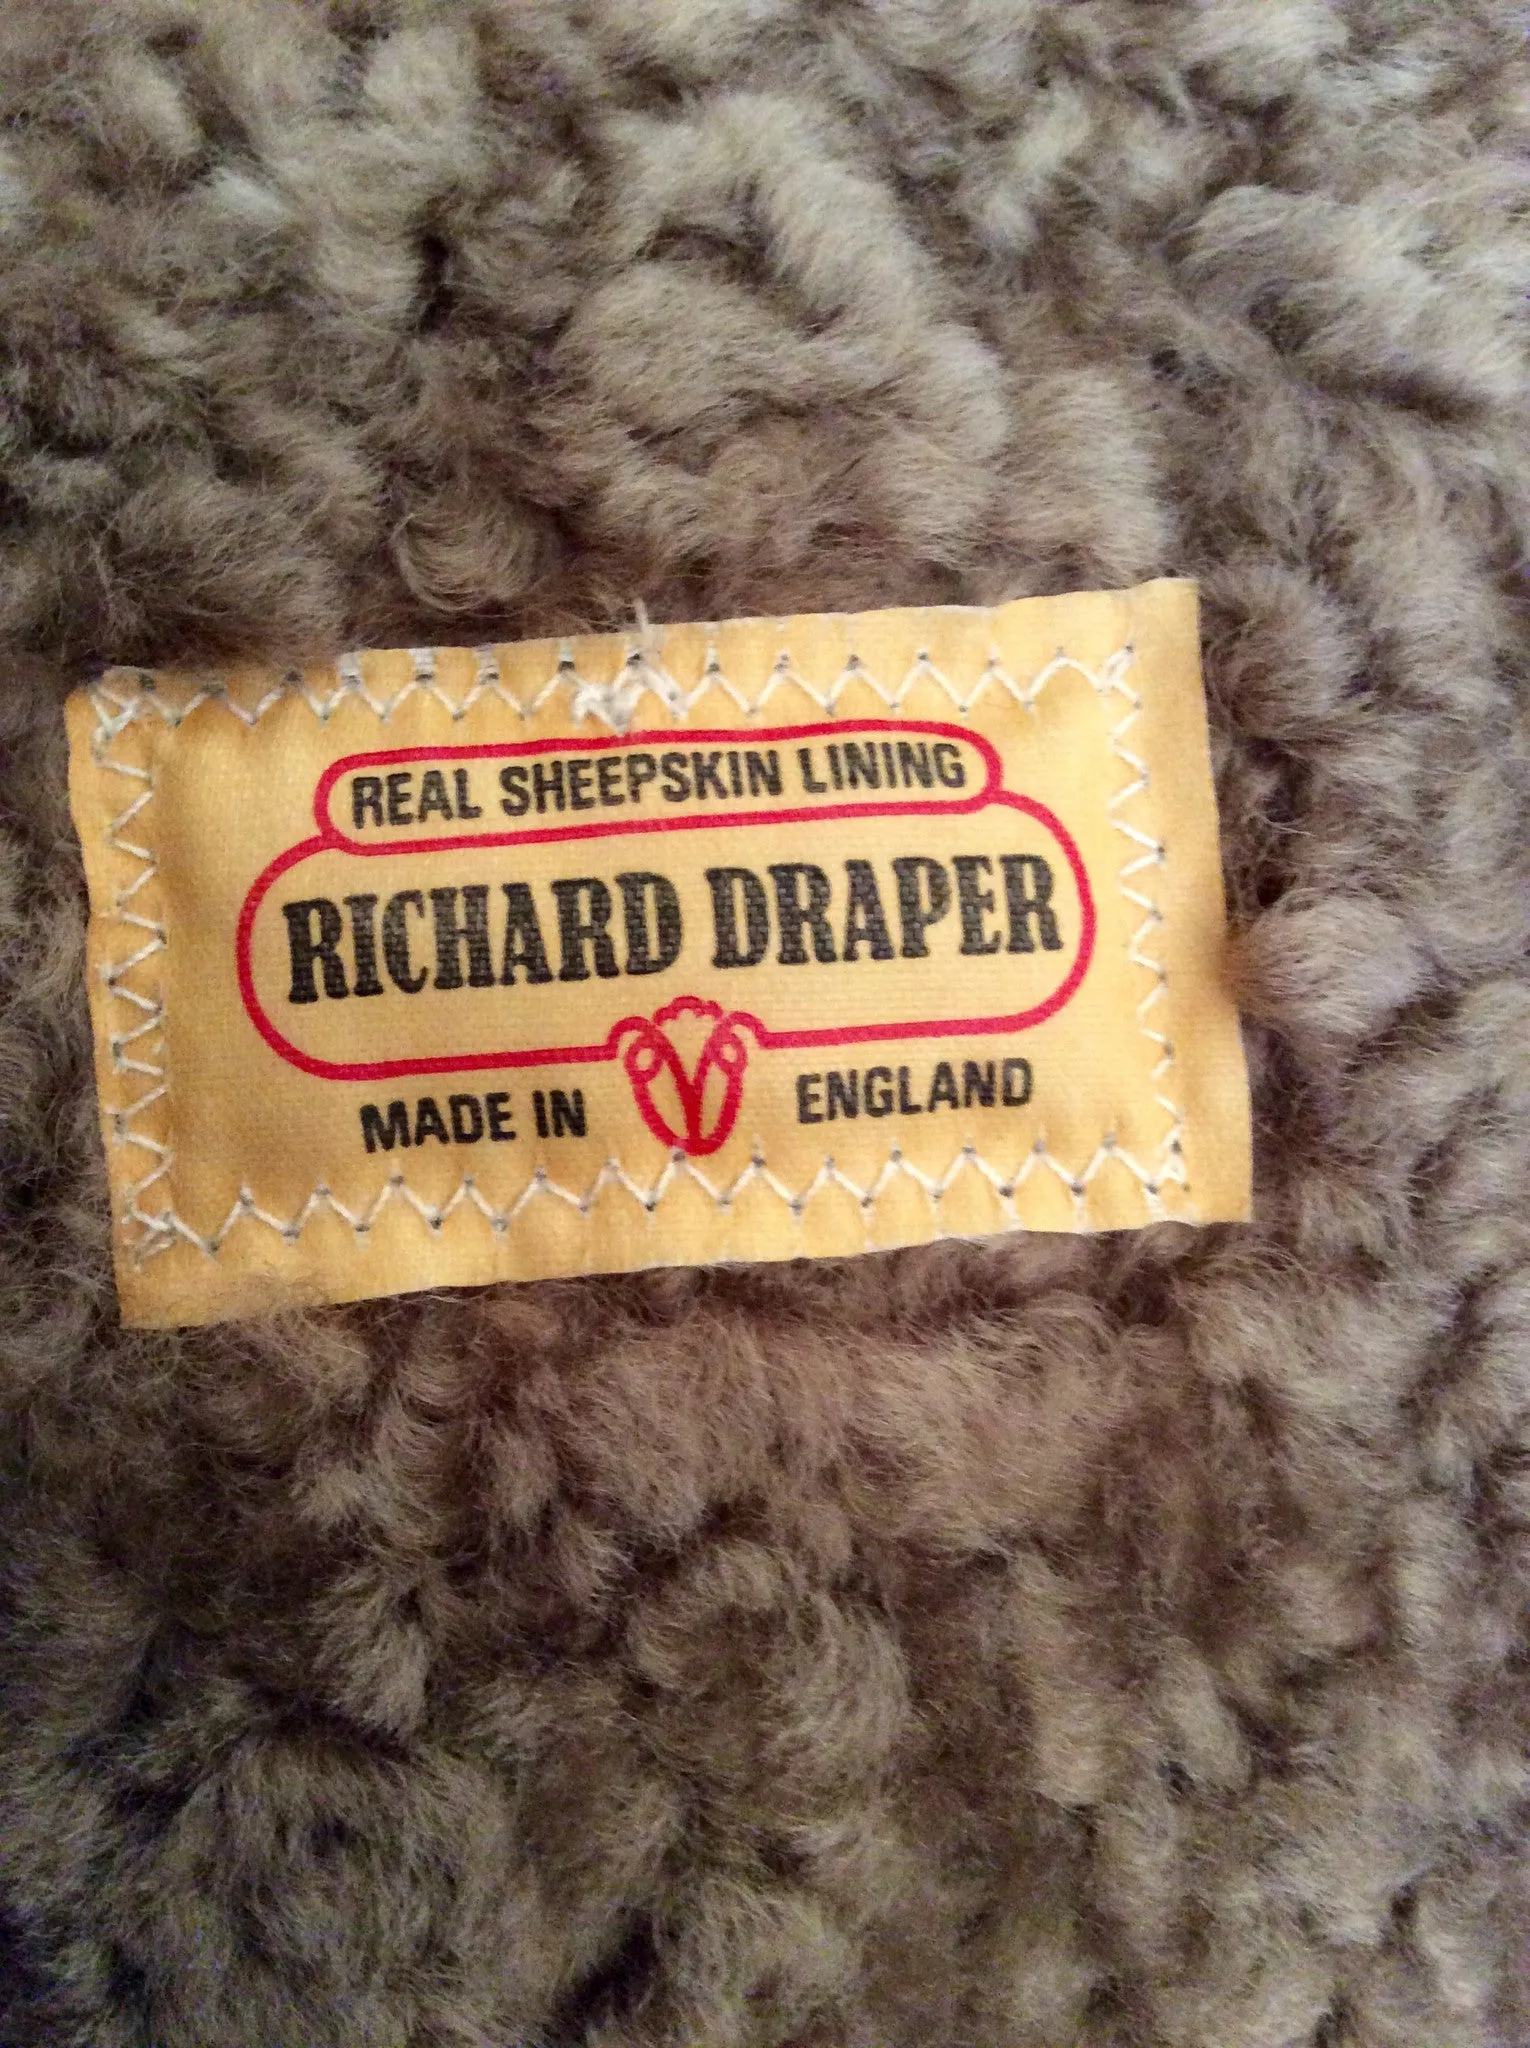 REAL SHEEPSKIN LINING
RICHARD DRAPER
MADE IN ENGLAND